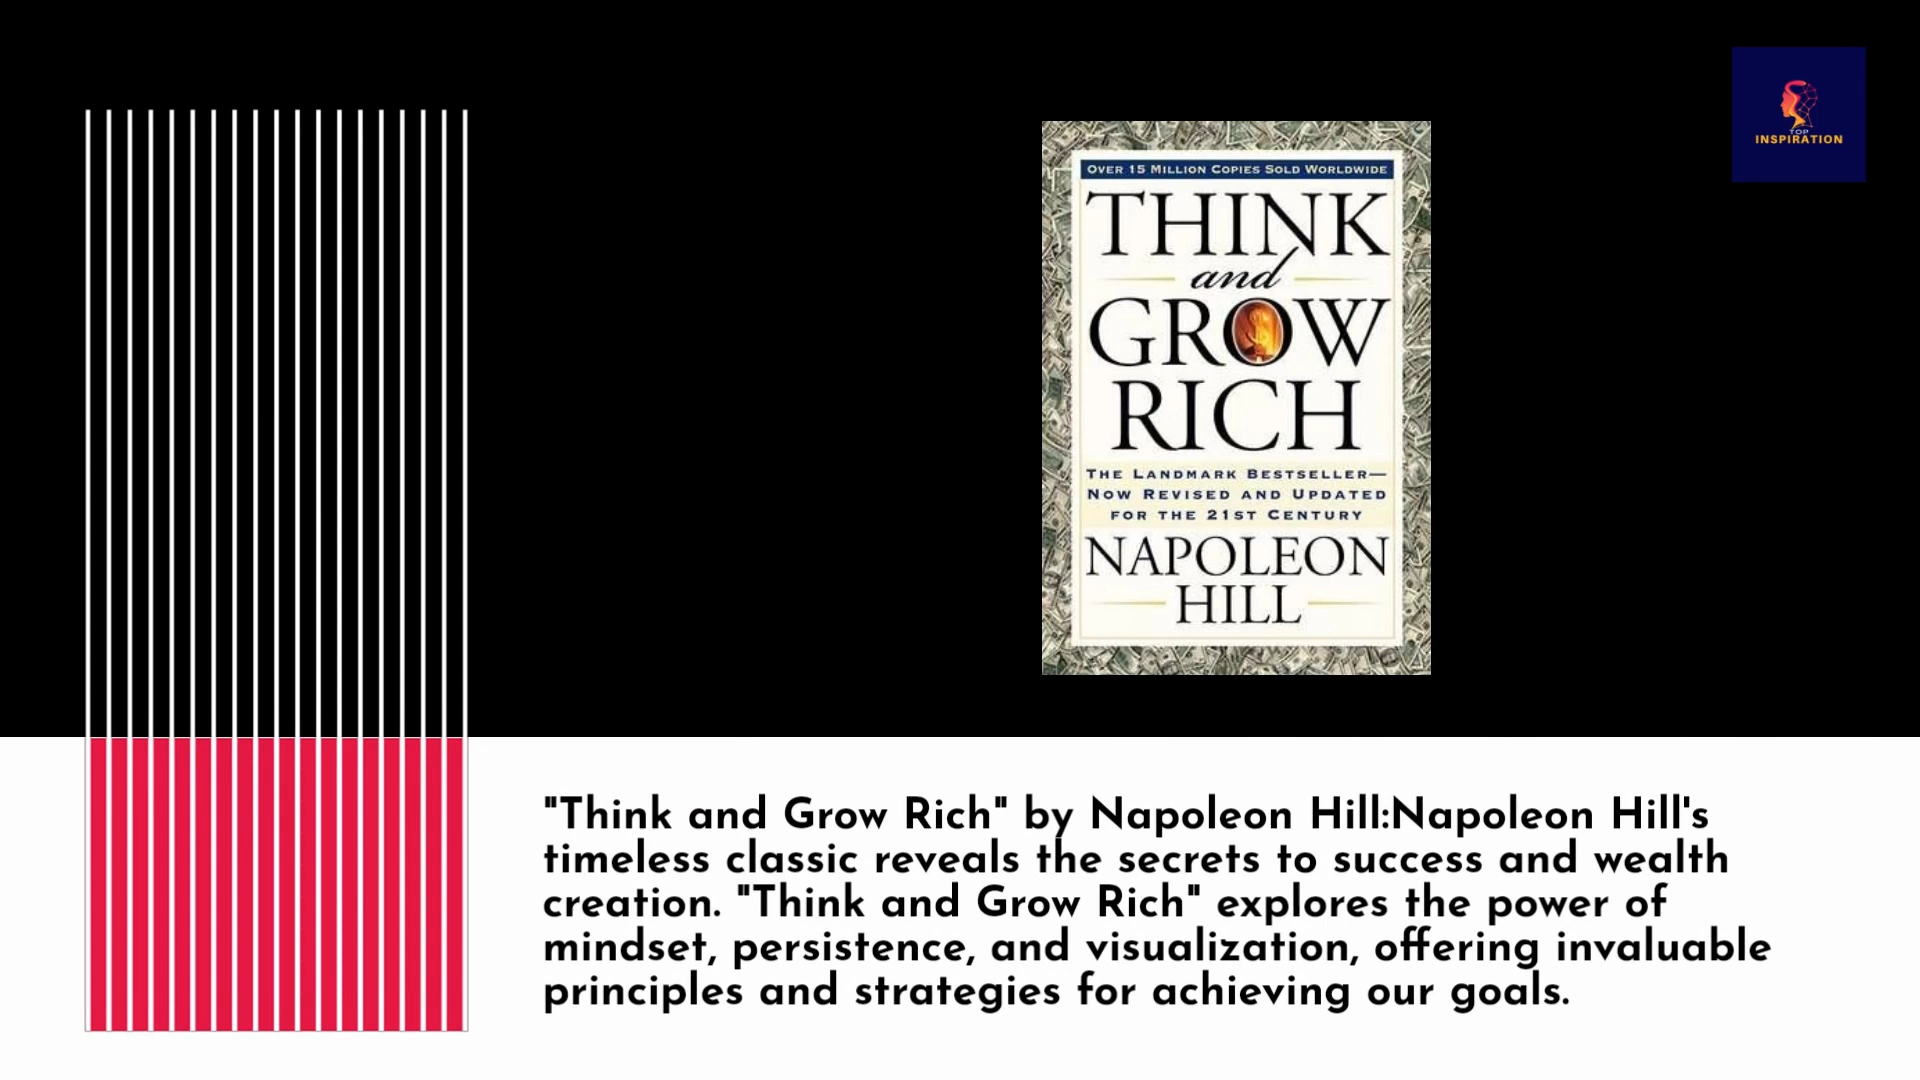 TOP
INSPIRATION
OVER 15 MILLION COPIES SOLD WORLDWIDE
THINK
and
GROW
RICH
THE LANDMARK BESTSELLER—
NOW REVISED AND UPDATED
FOR THE 21ST CENTURY
NAPOLEON
HILL
"Think and Grow Rich" by Napoleon Hill:Napoleon Hill's
timeless classic reveals the secrets to success and wealth
creation. "Think and Grow Rich" explores the power of
mindset, persistence, and visualization, offering invaluable
principles and strategies for achieving our goals.